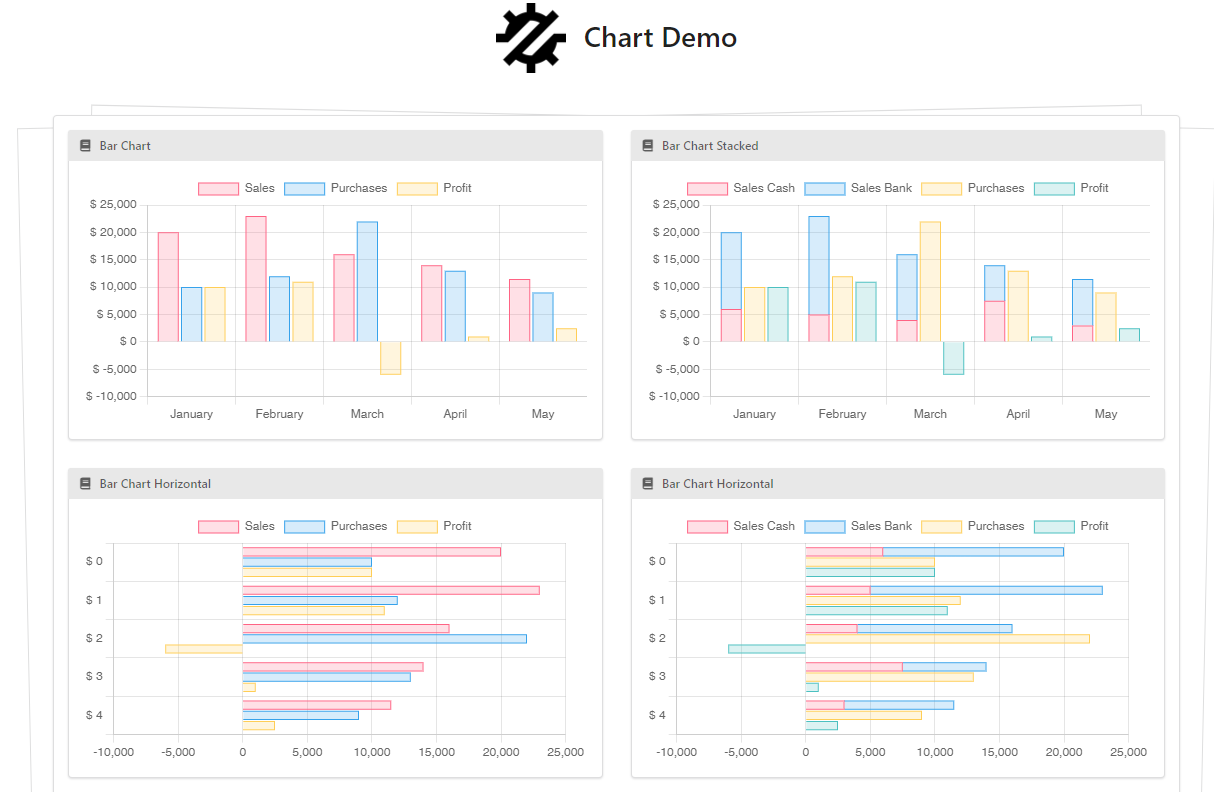 Chart Demo
Bar Chart
Sales Purchases Profit
$ 25,000
$ 20,000
$ 15,000
$ 10,000
$ 5,000
$ 0
$ -5,000
$ -10,000
January February March April May
Bar Chart Stacked
Sales Cash Sales Bank Purchases Profit
$ 25,000
$ 20,000
$ 15,000
$ 10,000
$ 5,000
$ 0
$ -5,000
$ -10,000
January February March April May
Bar Chart Horizontal
Sales Purchases Profit
$ 0
$ 1
$ 2
$ 3
$ 4
-10,000 -5,000 0 5,000 10,000 15,000 20,000 25,000
Bar Chart Horizontal
Sales Cash Sales Bank Purchases Profit
$ 0
$ 1
$ 2
$ 3
$ 4
-10,000 -5,000 0 5,000 10,000 15,000 20,000 25,000